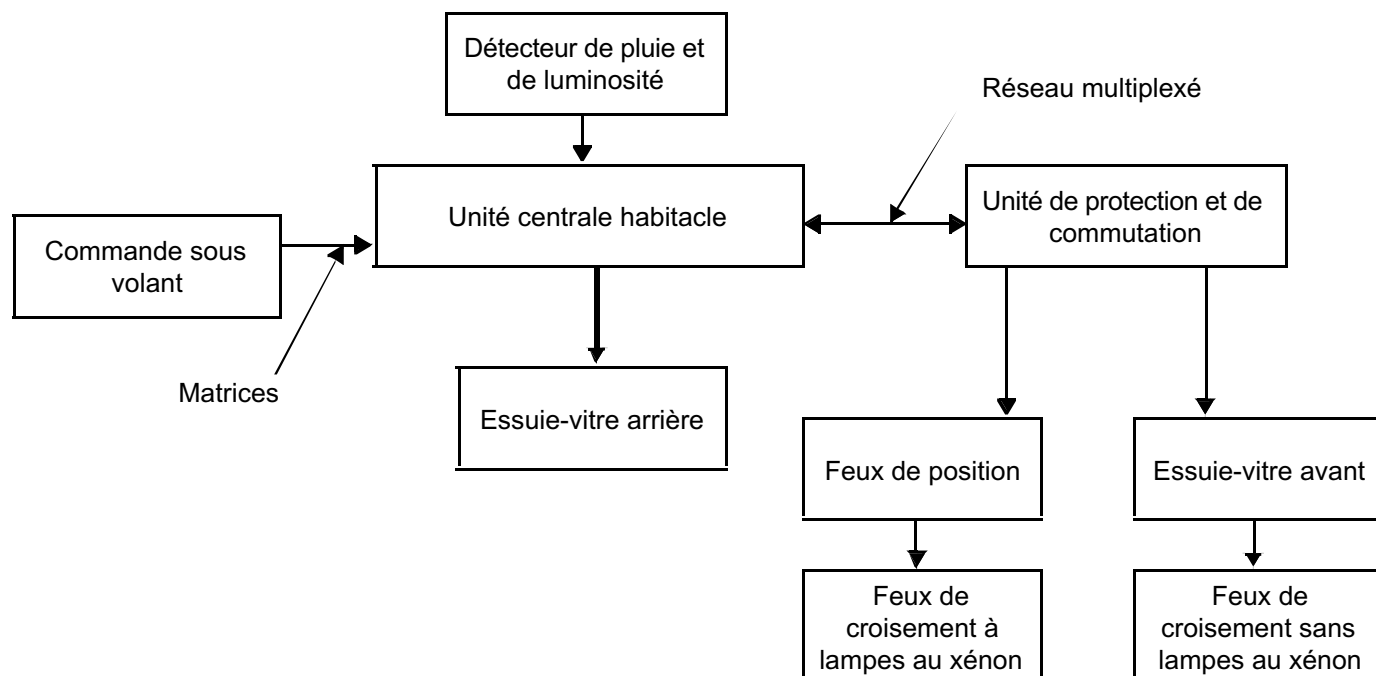 Détecteur de pluie et
de luminosité
Réseau multiplexé
Unité centrale habitacle
Unité de protection et de
commutation
Commande sous
volant
Matrices
Essuie-vitre arrière
Feux de position
Essuie-vitre avant
Feux de
croisement à
lampes au xénon
Feux de
croisement sans
lampes au xénon